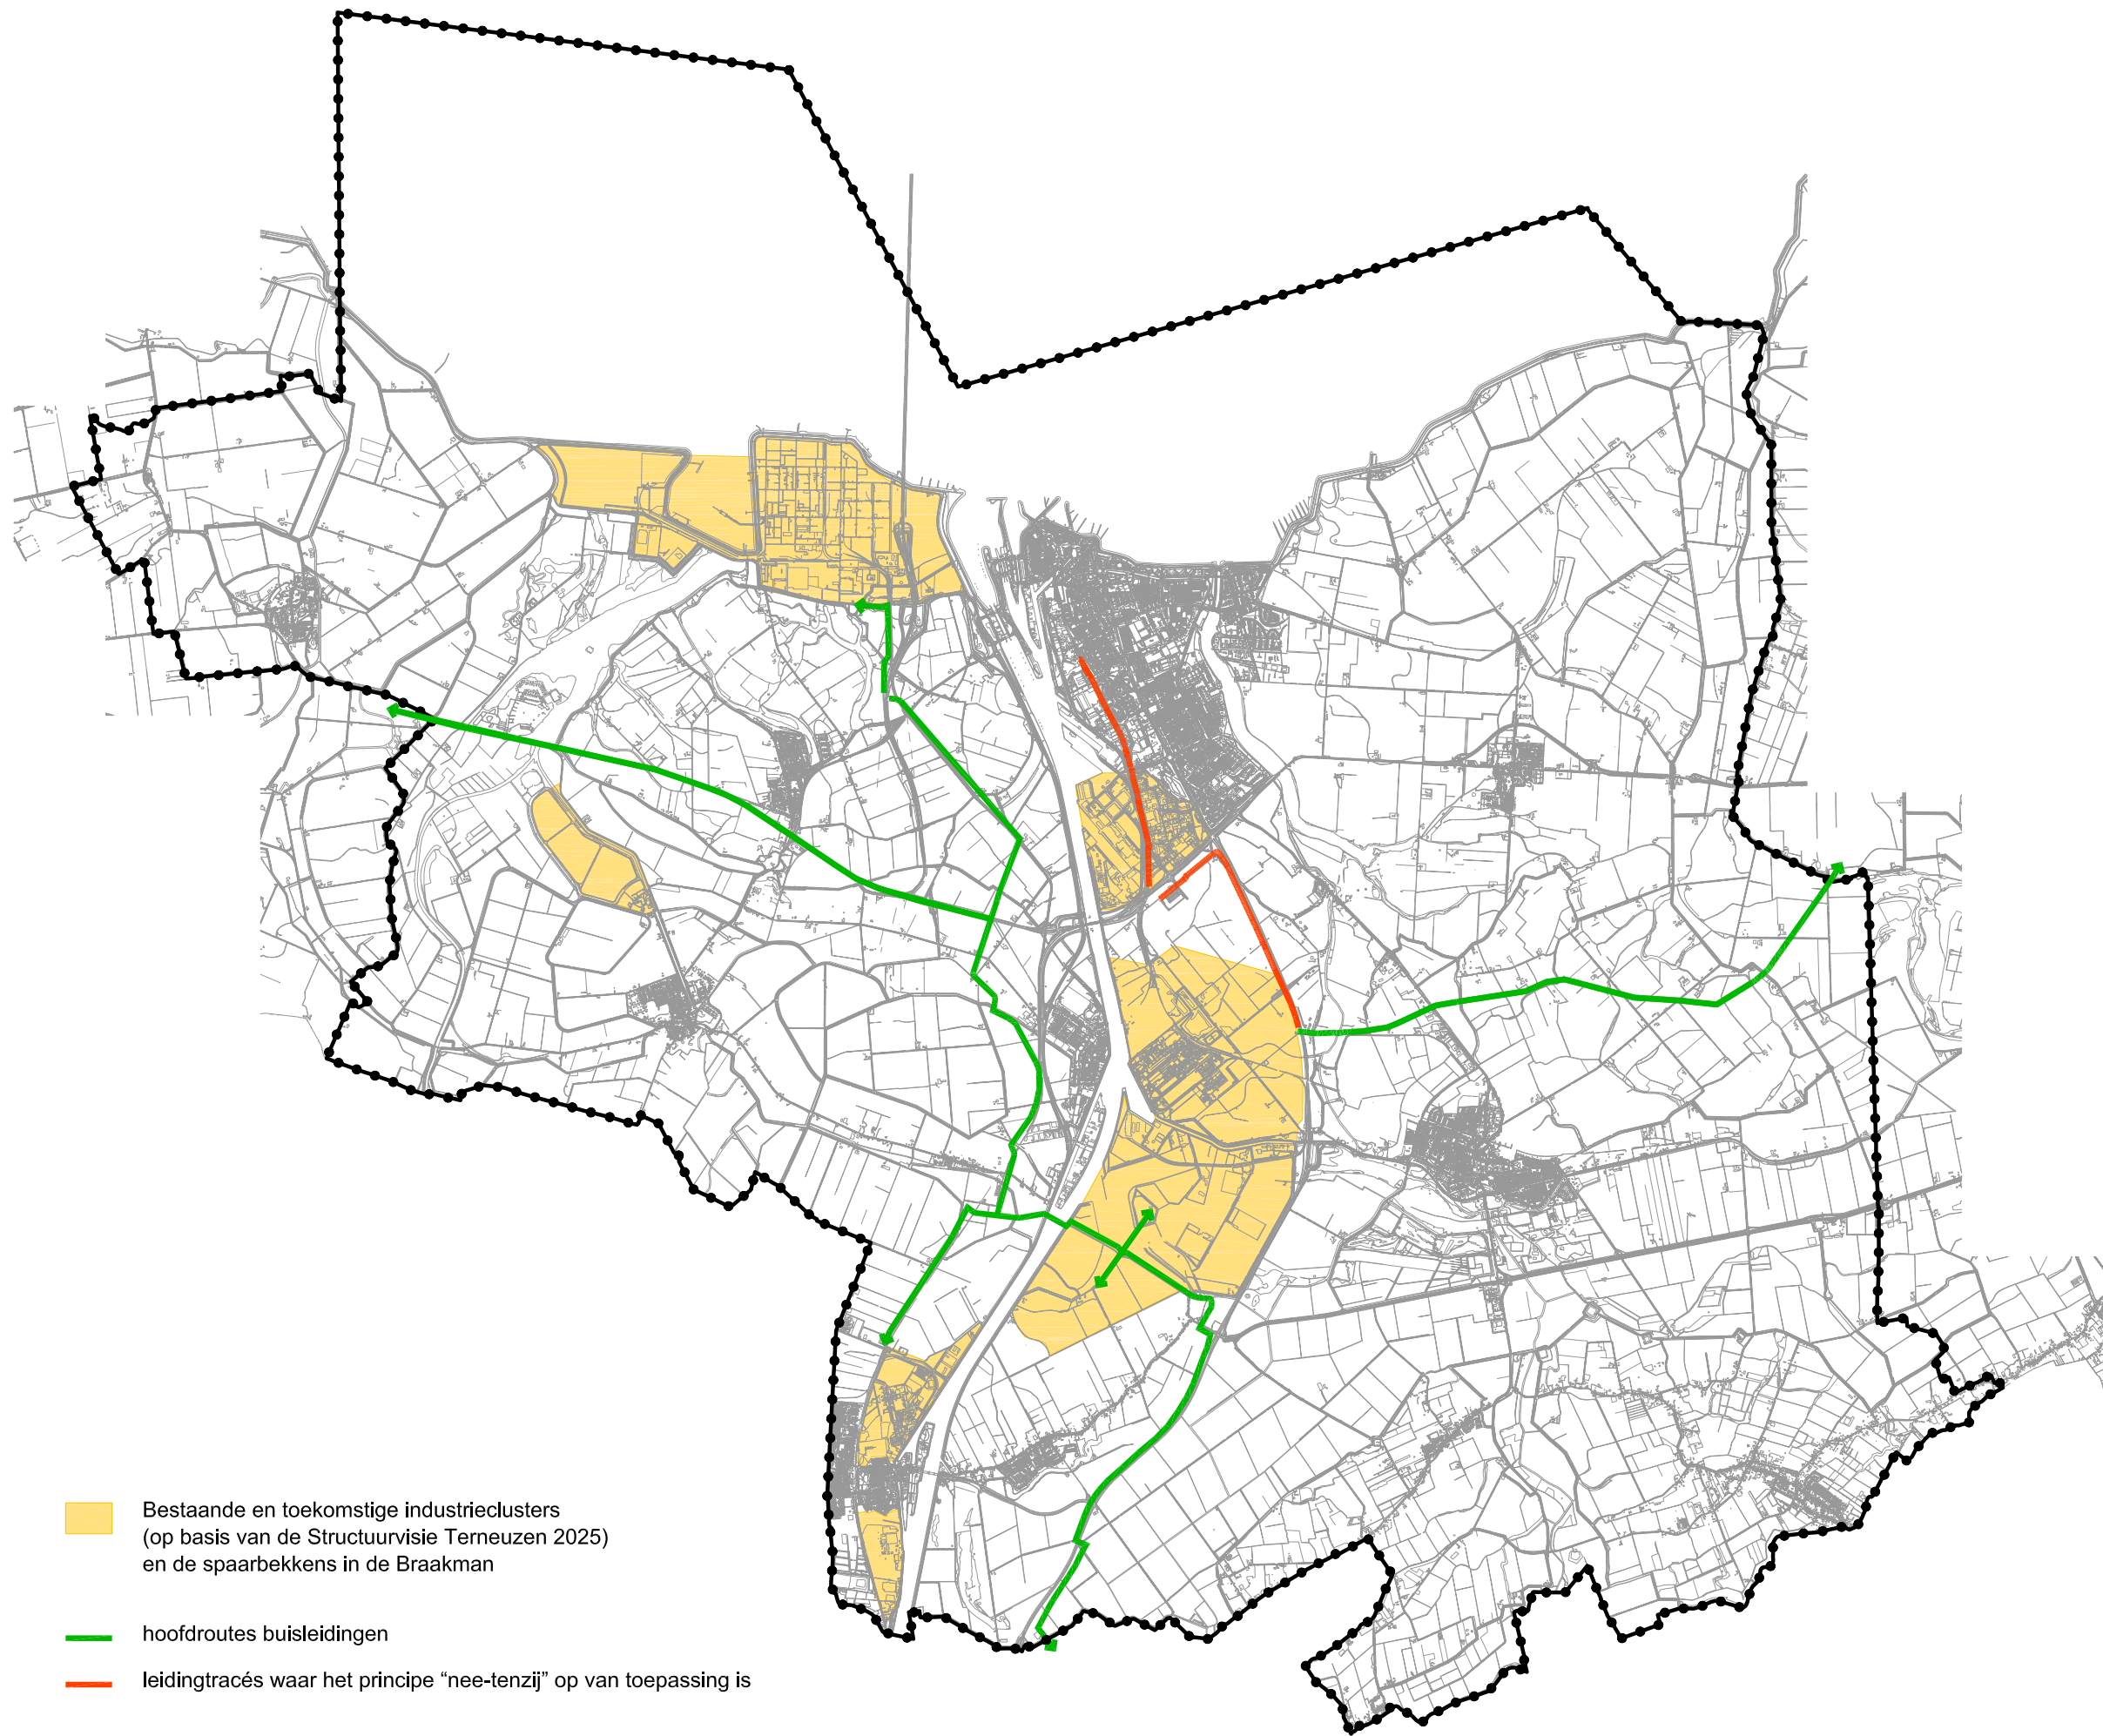 Bestaande en toekomstige industrieclusters
(op basis van de Structuurvisie Terneuzen 2025)
en de spaarbekkens in de Braakman
hoofdroutes buisleidingen
leidingtracés waar het principe “nee-tenzij” op van toepassing is